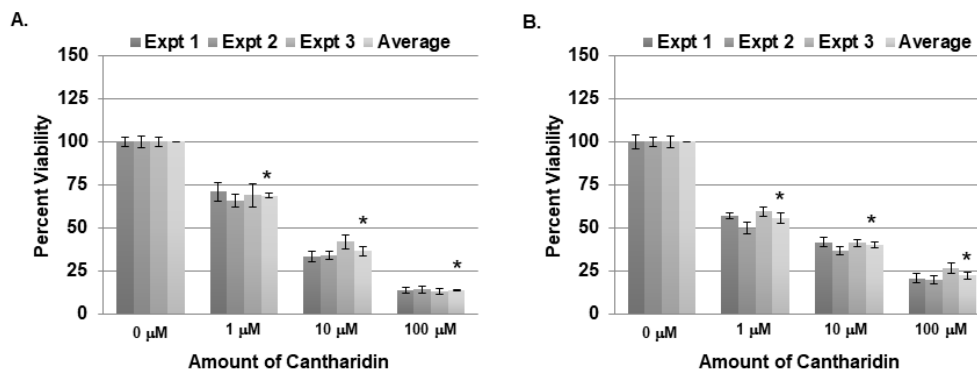 A.
Expt 1 Expt 2 Expt 3 Average
150
125
100
75
50
25
0
Percent Viability
* * *
0 μM 1 μM 10 μM 100 μM
Amount of Cantharidin
B.
Expt 1 Expt 2 Expt 3 Average
150
125
100
75
50
25
0
Percent Viability
* * *
0 μM 1 μM 10 μM 100 μM
Amount of Cantharidin